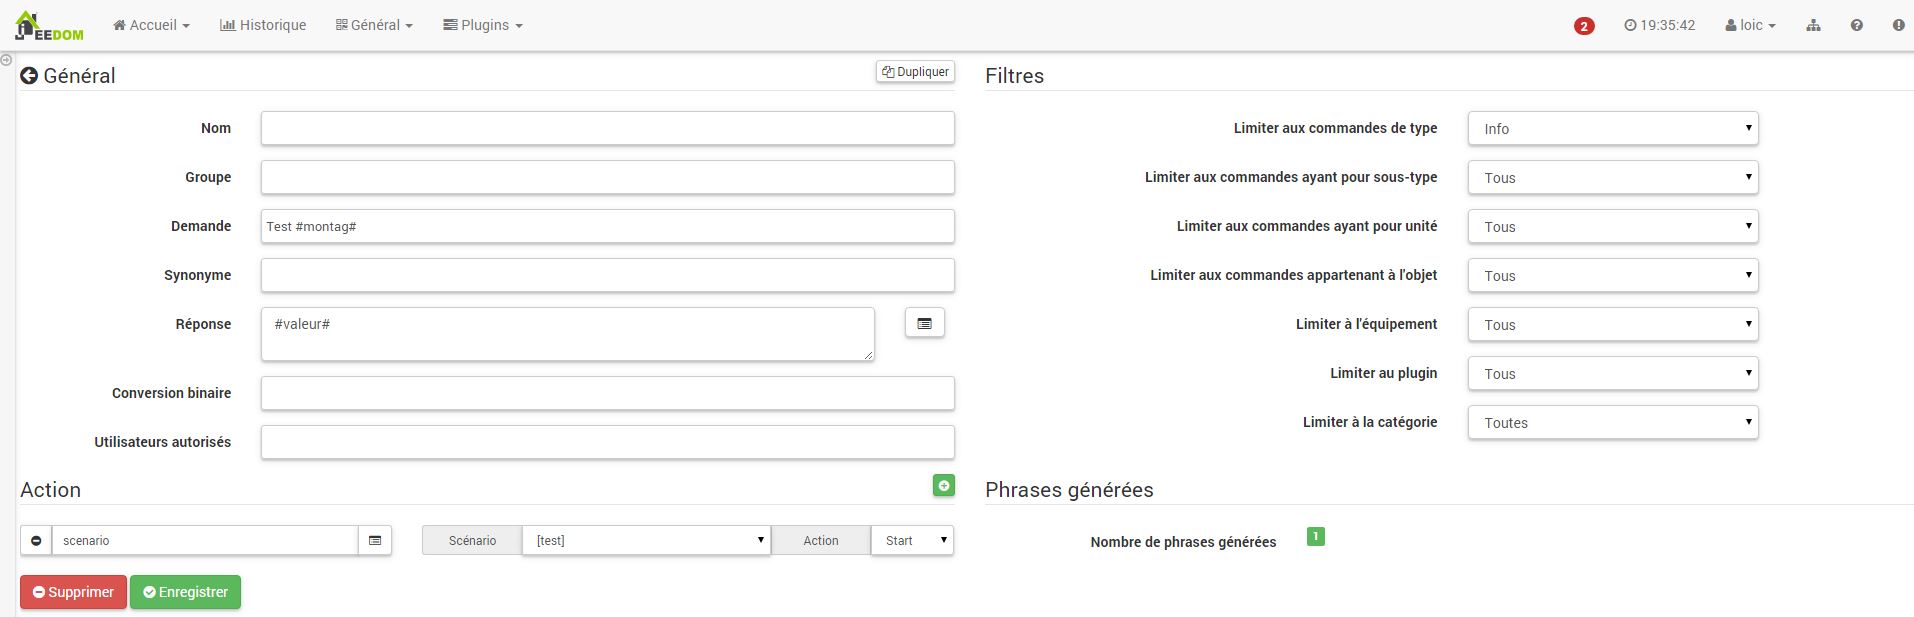 JEEDOM Accueil Historique Général Plugins 2 19:35:42 loic
Général Dupliquer
Nom
Groupe
Demande Test #montag#
Synonyme
Réponse #valeur#
Conversion binaire
Utilisateurs autorisés
Filtres
Limiter aux commandes de type Info
Limiter aux commandes ayant pour sous-type Tous
Limiter aux commandes ayant pour unité Tous
Limiter aux commandes appartenant à l'objet Tous
Limiter à l'équipement Tous
Limiter au plugin Tous
Limiter à la catégorie Toutes
Action
scenario Scénario [test] Action Start
Supprimer Enregistrer
Phrases générées
Nombre de phrases générées 1